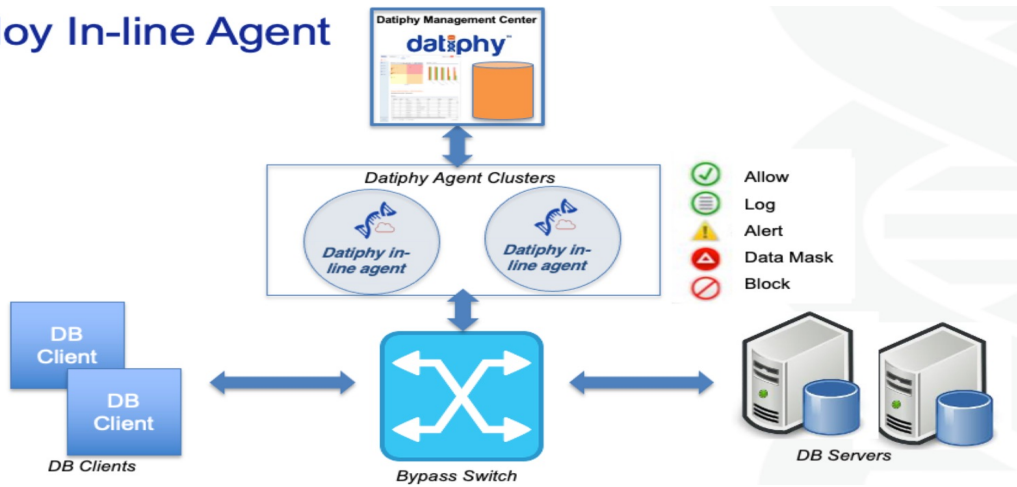 oy In-line Agent
Datiphy Management Center
datiphy™
Datiphy Agent Clusters
Datiphy in-
line agent
Datiphy in-
line agent
Allow
Log
Alert
Data Mask
Block
DB
Client
DB
Client
DB Clients
Bypass Switch
DB Servers